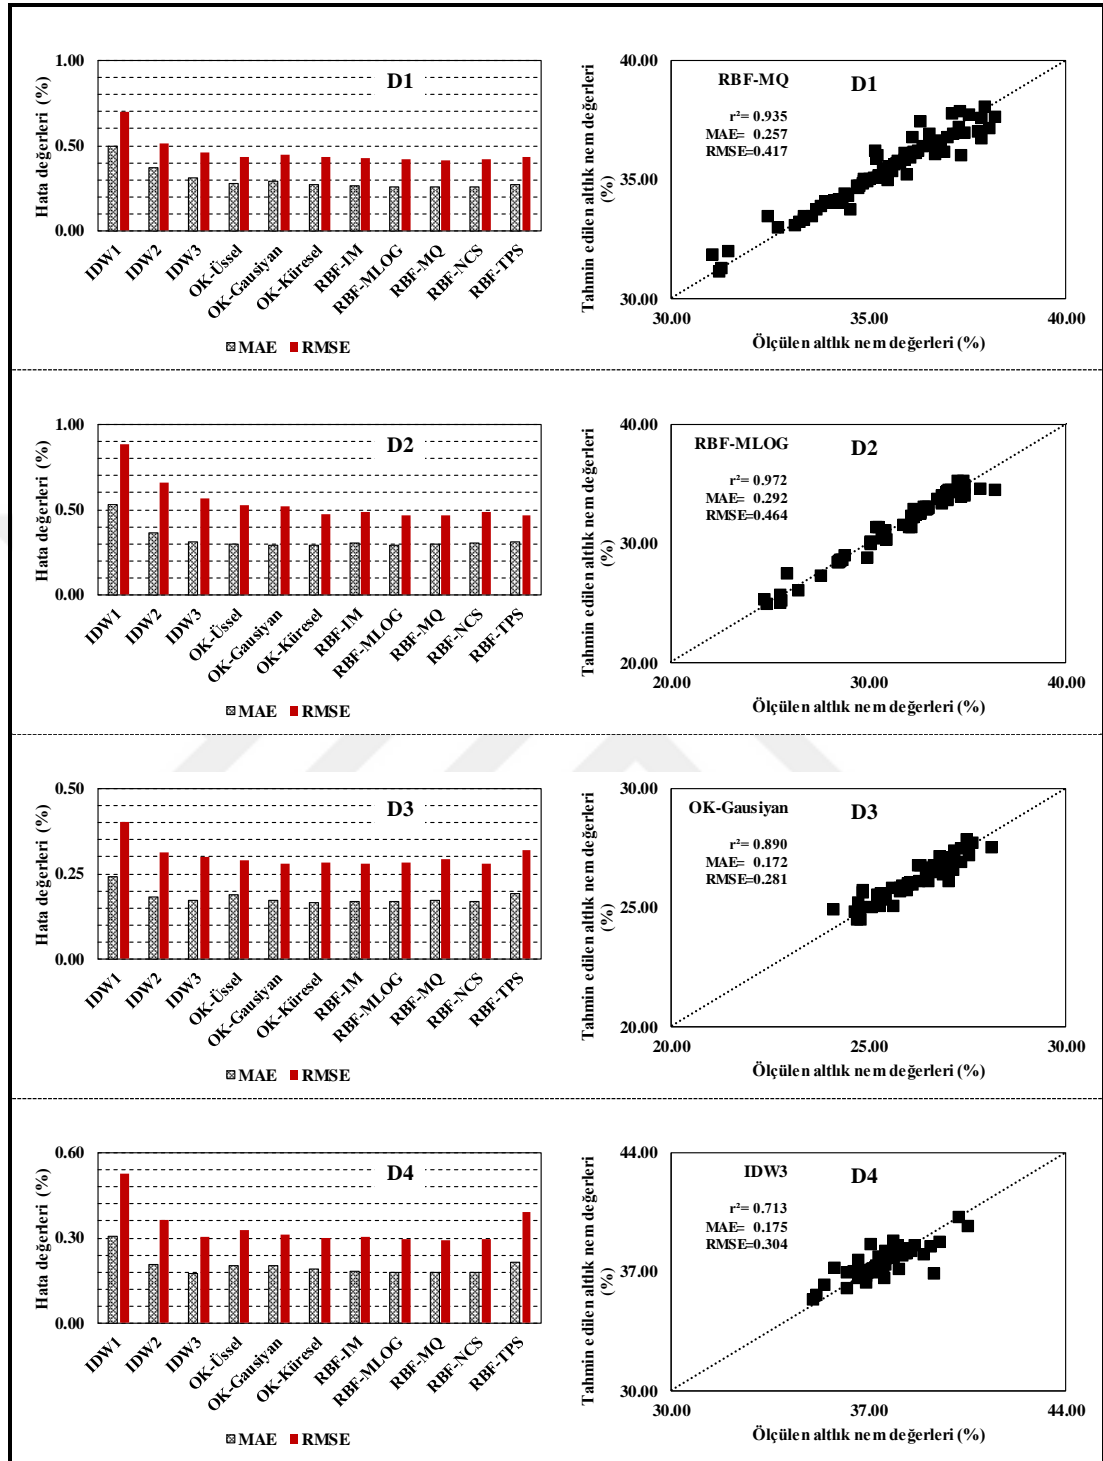 1.00
0.50
0.00
Hata değerleri (%)
D1
IDW1
IDW2
IDW3
OK-Üssel
OK-Gausiyan
OK-Küresel
RBF-IM
RBF-MLOG
RBF-MQ
RBF-NCS
RBF-TPS
MAE RMSE
40.00
35.00
30.00
Tahmin edilen altlık nem değerleri
(%)
RBF-MQ D1
r²= 0.935
MAE= 0.257
RMSE=0.417
30.00 35.00 40.00
Ölçülen altlık nem değerleri (%)
1.00
0.50
0.00
Hata değerleri (%)
D2
IDW1
IDW2
IDW3
OK-Üssel
OK-Gausiyan
OK-Küresel
RBF-IM
RBF-MLOG
RBF-MQ
RBF-NCS
RBF-TPS
MAE RMSE
40.00
30.00
20.00
Tahmin edilen altlık nem değerleri
(%)
RBF-MLOG D2
r²= 0.972
MAE= 0.292
RMSE=0.464
20.00 30.00 40.00
Ölçülen altlık nem değerleri (%)
0.50
0.25
0.00
Hata değerleri (%)
D3
IDW1
IDW2
IDW3
OK-Üssel
OK-Gausiyan
OK-Küresel
RBF-IM
RBF-MLOG
RBF-MQ
RBF-NCS
RBF-TPS
MAE RMSE
30.00
25.00
20.00
Tahmin edilen altlık nem değerleri
(%)
OK-Gausiyan D3
r²= 0.890
MAE= 0.172
RMSE=0.281
20.00 25.00 30.00
Ölçülen altlık nem değerleri (%)
0.60
0.30
0.00
Hata değerleri (%)
D4
IDW1
IDW2
IDW3
OK-Üssel
OK-Gausiyan
OK-Küresel
RBF-IM
RBF-MLOG
RBF-MQ
RBF-NCS
RBF-TPS
MAE RMSE
44.00
37.00
30.00
Tahmin edilen altlık nem değerleri
(%)
IDW3 D4
r²= 0.713
MAE= 0.175
RMSE=0.304
30.00 37.00 44.00
Ölçülen altlık nem değerleri (%)